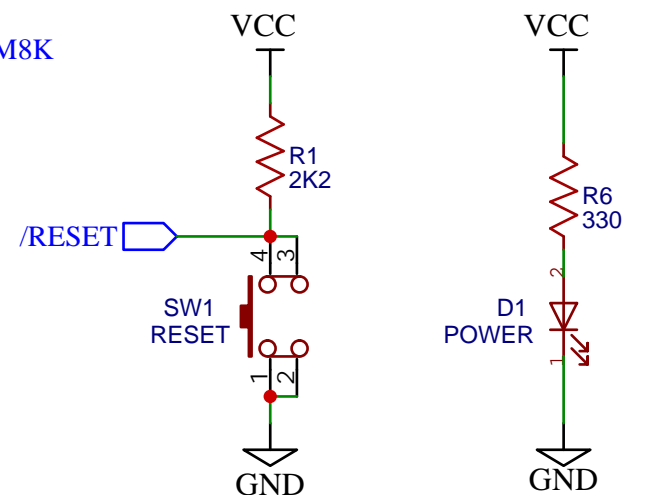 VCC
VCC
M8K
R1
2K2
R6
330
/RESET
4
3
2
SW1
RESET
D1
POWER
1
2
1
GND
GND